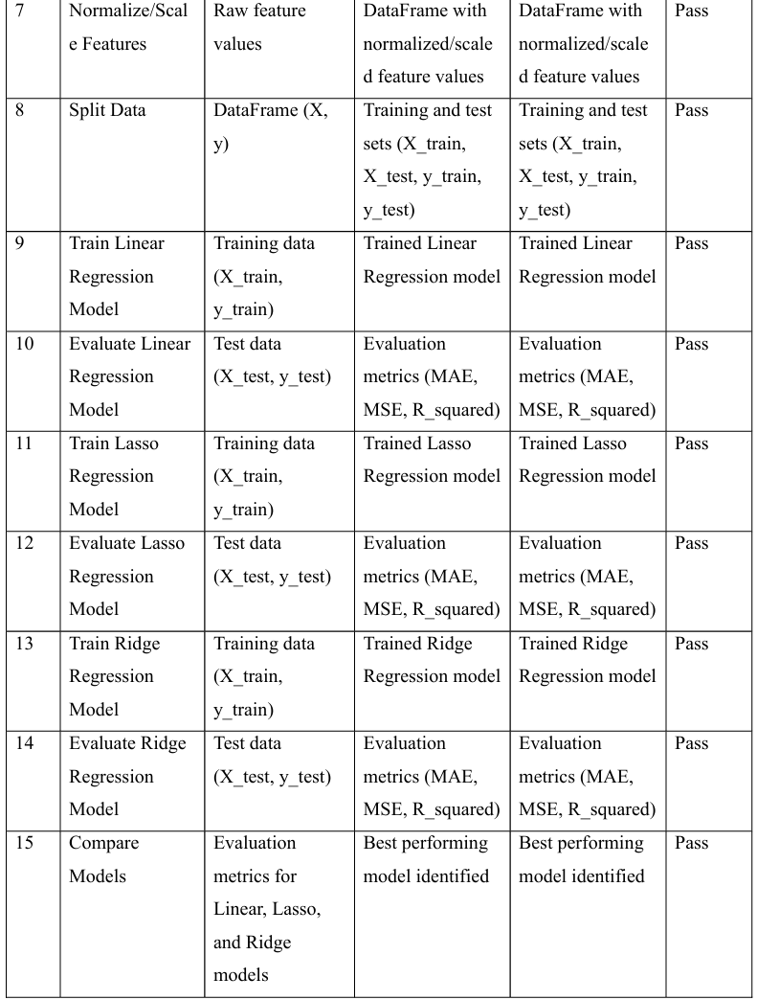 7
Normalize/Scal
e Features
Raw feature
values
DataFrame with
normalized/scale
d feature values
DataFrame with
normalized/scale
d feature values
Pass
8
Split Data
DataFrame (X,
y)
Training and test
sets (X_train,
X_test, y_train,
y_test)
Training and test
sets (X_train,
X_test, y_train,
y_test)
Pass
9
Train Linear
Regression
Model
Training data
(X_train,
y_train)
Trained Linear
Regression model
Trained Linear
Regression model
Pass
10
Evaluate Linear
Regression
Model
Test data
(X_test, y_test)
Evaluation
metrics (MAE,
MSE, R_squared)
Evaluation
metrics (MAE,
MSE, R_squared)
Pass
11
Train Lasso
Regression
Model
Training data
(X_train,
y_train)
Trained Lasso
Regression model
Trained Lasso
Regression model
Pass
12
Evaluate Lasso
Regression
Model
Test data
(X_test, y_test)
Evaluation
metrics (MAE,
MSE, R_squared)
Evaluation
metrics (MAE,
MSE, R_squared)
Pass
13
Train Ridge
Regression
Model
Training data
(X_train,
y_train)
Trained Ridge
Regression model
Trained Ridge
Regression model
Pass
14
Evaluate Ridge
Regression
Model
Test data
(X_test, y_test)
Evaluation
metrics (MAE,
MSE, R_squared)
Evaluation
metrics (MAE,
MSE, R_squared)
Pass
15
Compare
Models
Evaluation
metrics for
Linear, Lasso,
and Ridge
models
Best performing
model identified
Best performing
model identified
Pass